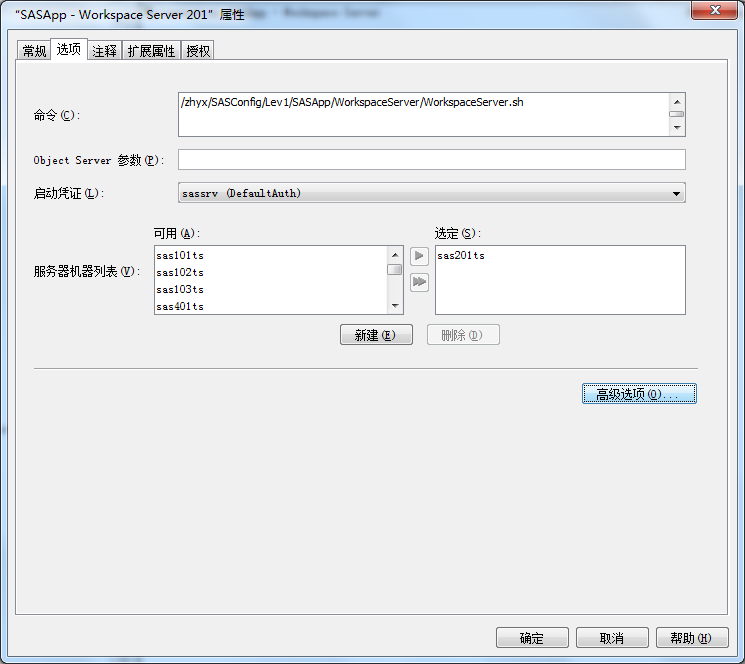 "SASApp - Workspace Server 201" 属性
常规 选项 注释 扩展属性 授权
命令(C):
/zhyx/SASConfig/Lev1/SASApp/WorkspaceServer/WorkspaceServer.sh
Object Server 参数(P):
启动凭证(L):
sassrv (DefaultAuth)
可用(A):
选定(S):
服务器机器列表(V):
sas101ts
sas102ts
sas103ts
sas401ts
sas201ts
新建(E)
删除(D)
高级选项(O)...
确定
取消
帮助(H)